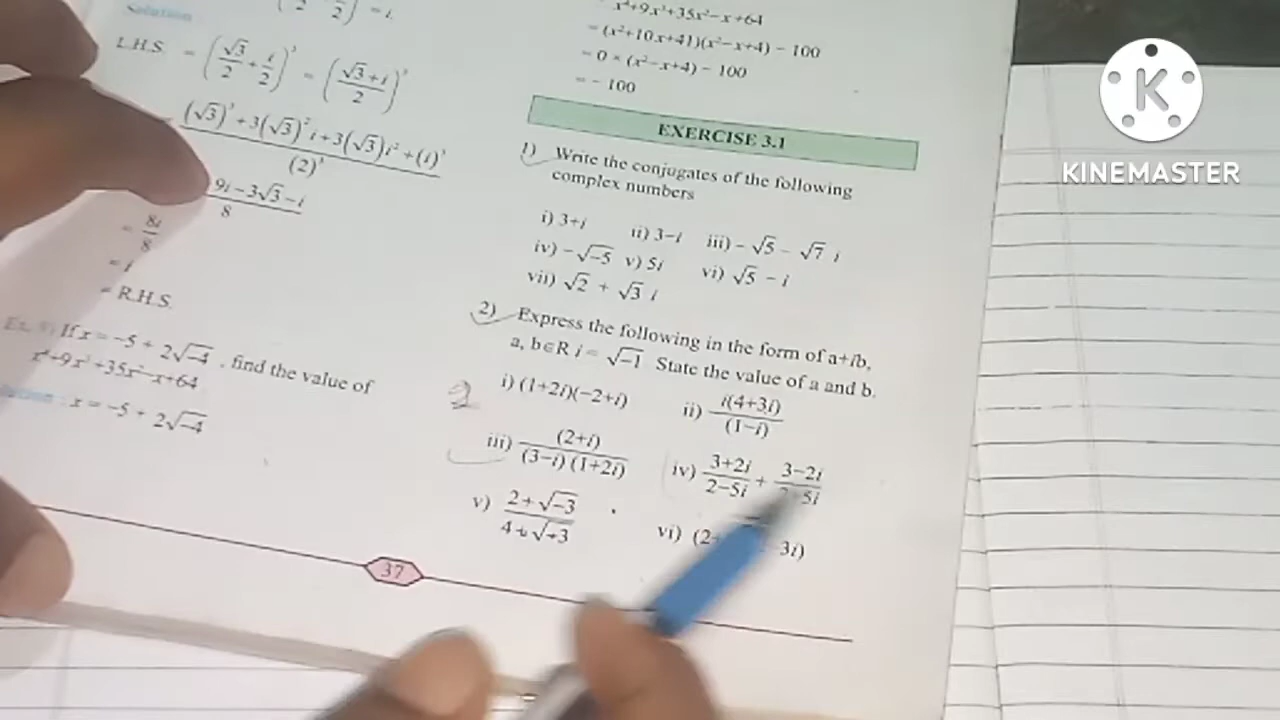 Solution
L.H.S. = (√3/2 + i/2)³ = ((√3+i)/2)³
(√3)³+3(√3)²i+3(√3)i²+(i)³
(2)³
9i−3√3−i
8
= 8i/8
= i
= R.H.S.
If x = −5 + 2√−4 , find the value of
x⁴+9x³+35x²−x+64
x = −5 + 2√−4
37
x⁴+9x³+35x²−x+64
= (x²+10x+41)(x²−x+4) − 100
= 0 × (x²−x+4) − 100
= − 100
EXERCISE 3.1
1) Write the conjugates of the following
complex numbers
i) 3+i ii) 3−i iii) −√5 − √7 i
iv) −√−5 v) 5i vi) √5 − i
vii) √2 + √3 i
2) Express the following in the form of a+ib,
a, b∈R i = √−1 State the value of a and b.
i) (1+2i)(−2+i) ii) i(4+3i)/(1−i)
iii) (2+i)/((3−i)(1+2i)) iv) (3+2i)/(2−5i) + (3−2i)/
v) (2+√−3)/ vi) 3i)
K
KINEMASTER